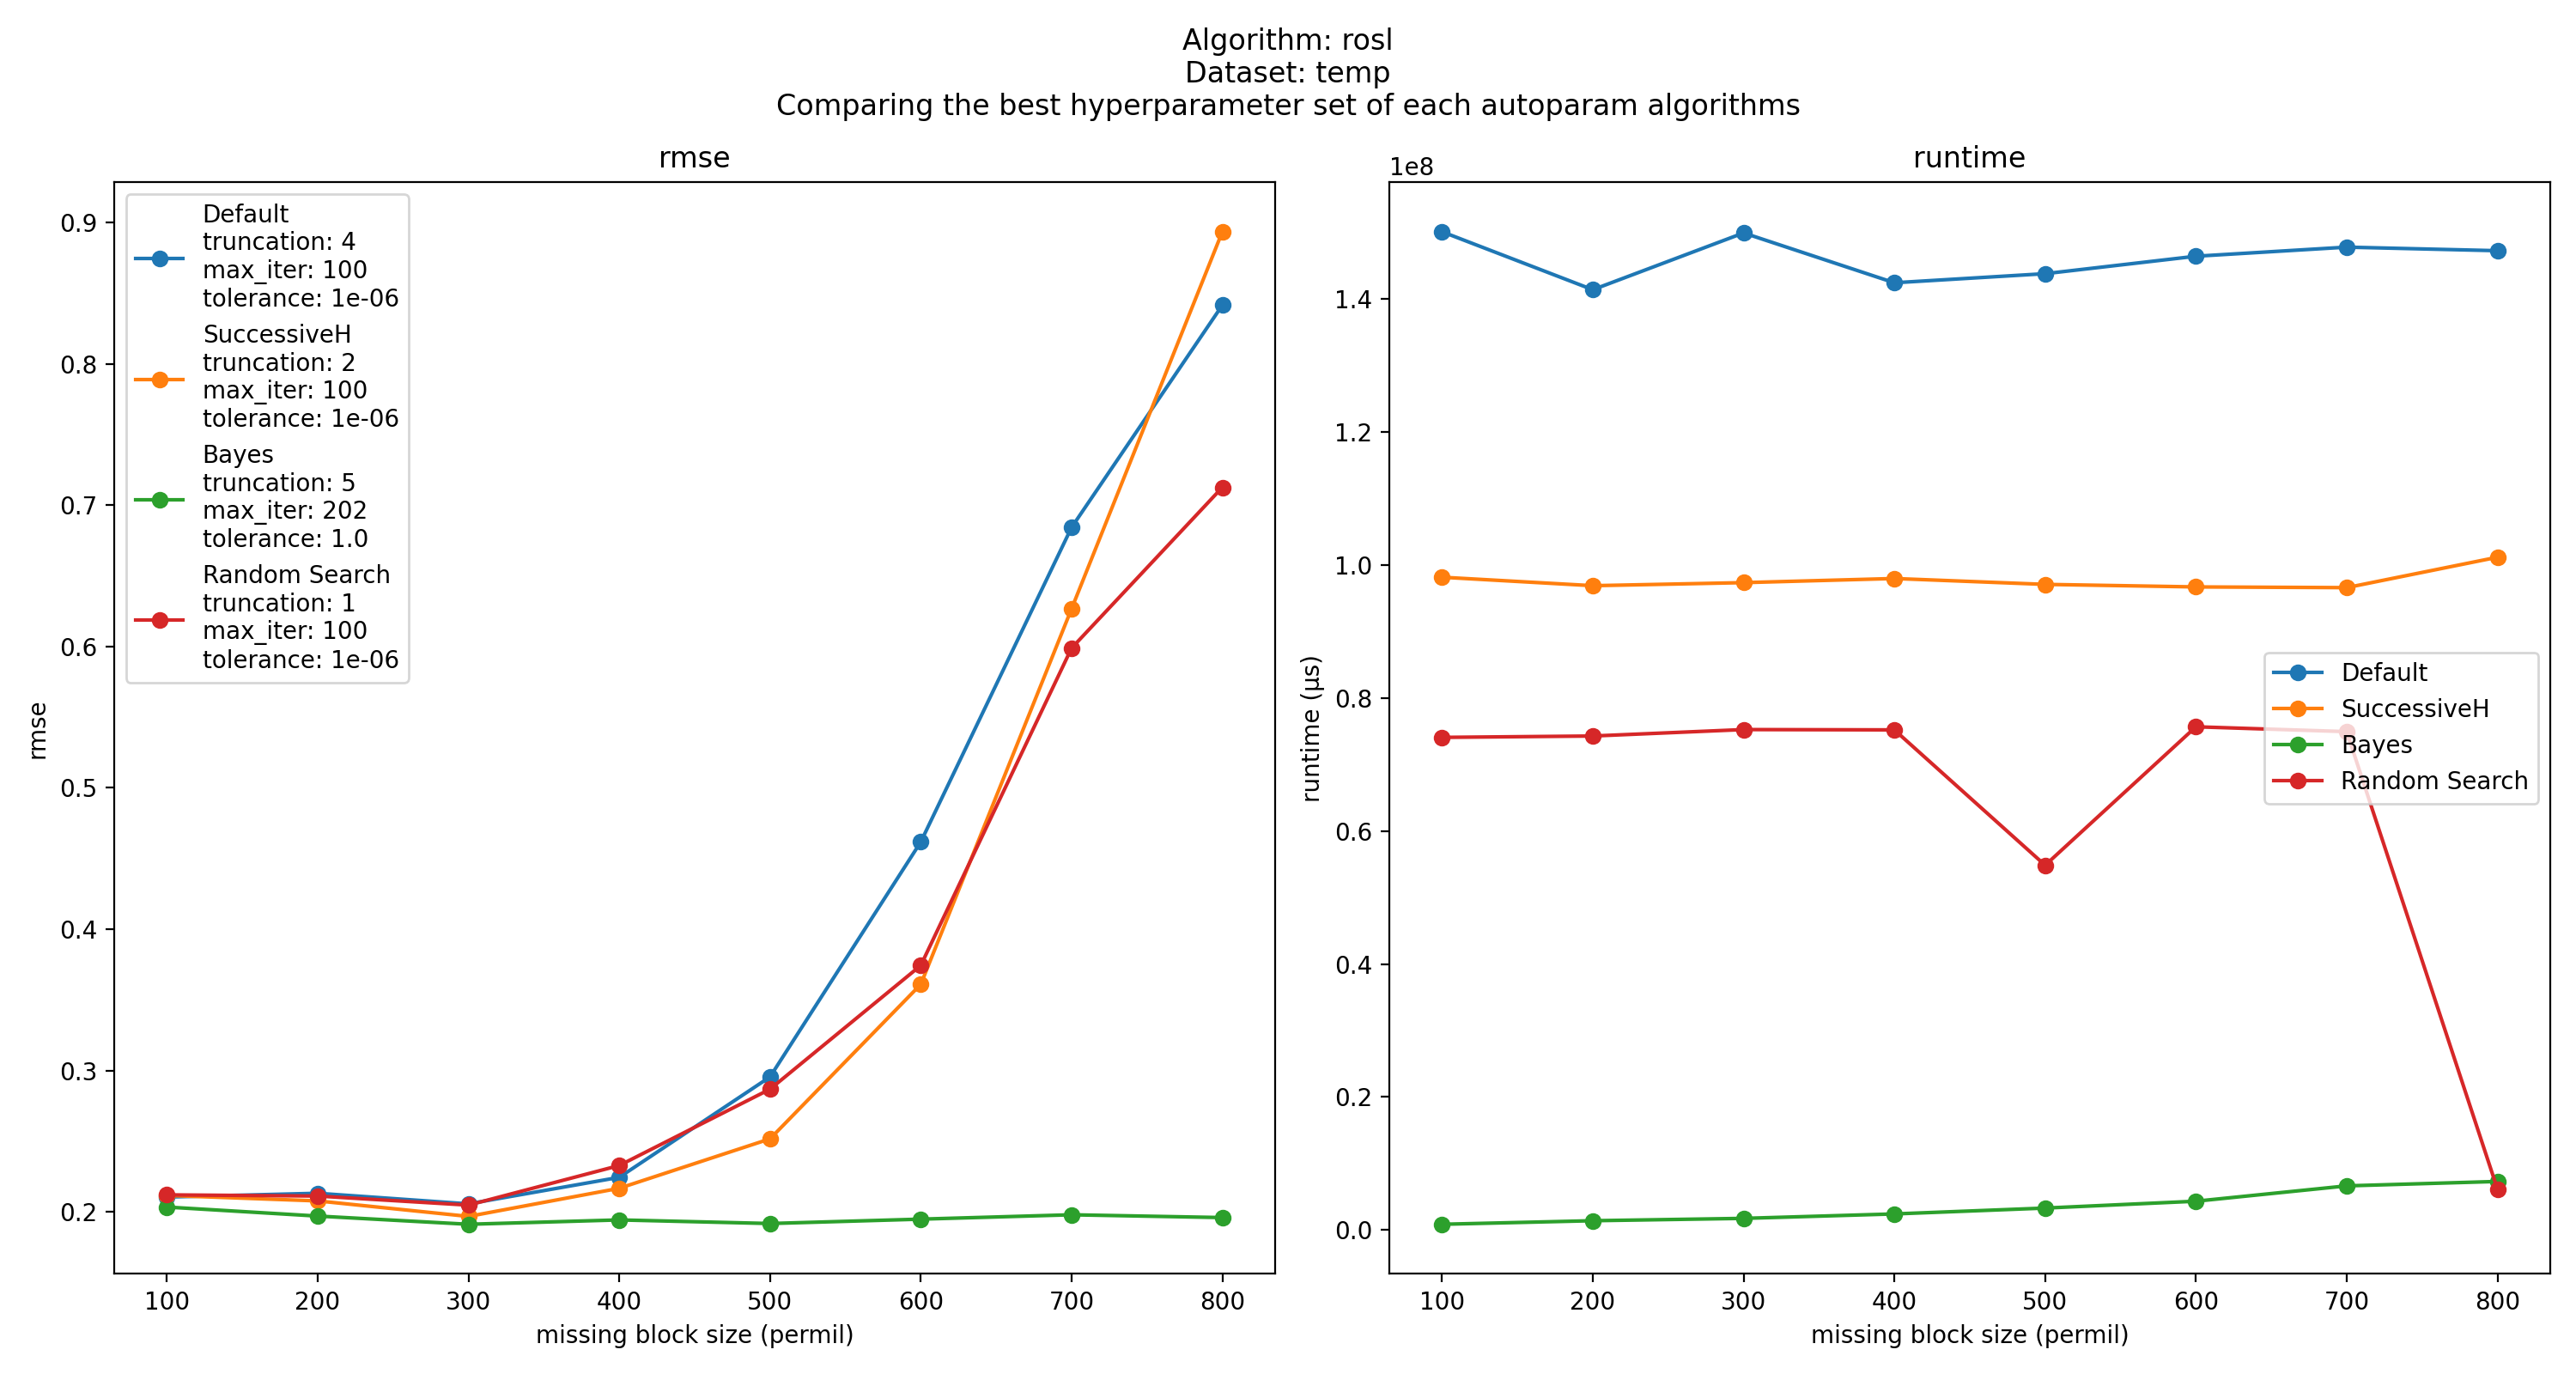 Algorithm: rosl
Dataset: temp
Comparing the best hyperparameter set of each autoparam algorithms
rmse
0.9
0.8
0.7
0.6
0.5
0.4
0.3
0.2
rmse
Default
truncation: 4
max_iter: 100
tolerance: 1e-06
SuccessiveH
truncation: 2
max_iter: 100
tolerance: 1e-06
Bayes
truncation: 5
max_iter: 202
tolerance: 1.0
Random Search
truncation: 1
max_iter: 100
tolerance: 1e-06
100 200 300 400 500 600 700 800
missing block size (permil)
runtime
1e8
1.4
1.2
1.0
0.8
0.6
0.4
0.2
0.0
runtime (µs)
Default
SuccessiveH
Bayes
Random Search
100 200 300 400 500 600 700 800
missing block size (permil)